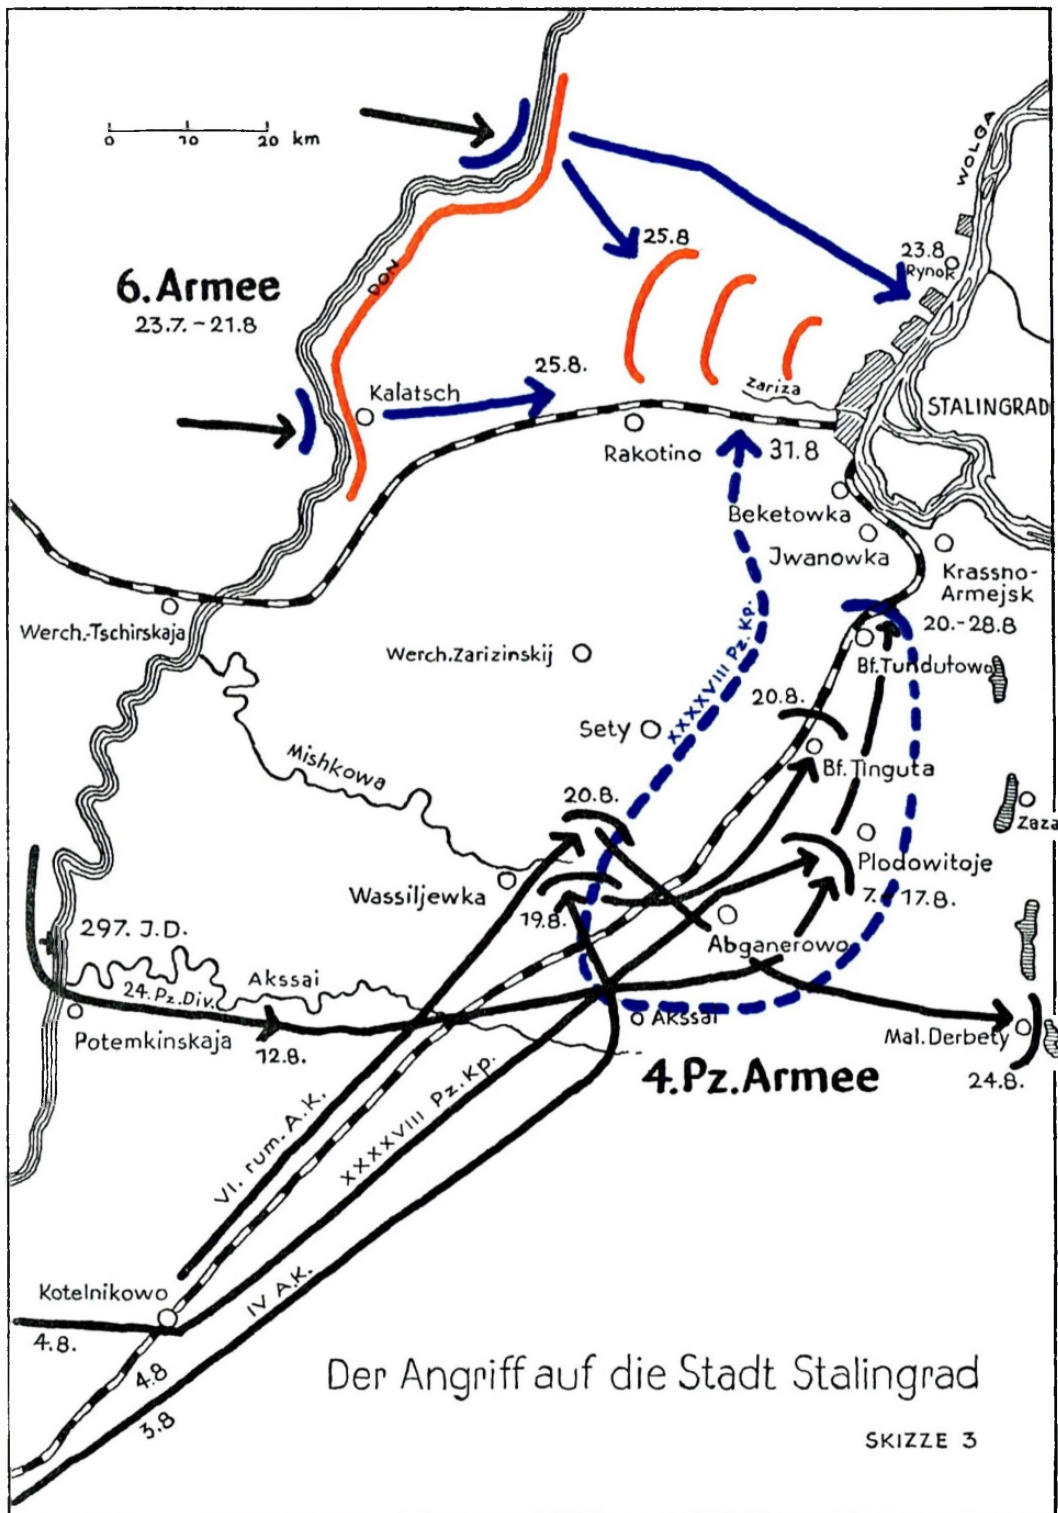 0 10 20 km
WOLGA
25.8
23.8
Rynok
6. Armee
23.7. - 21.8
DON
Kalatsch
25.8.
Zariza
STALINGRAD
Rakotino
31.8
Beketowka
Jwanowka
Krassno-
Armejsk
20.-28.8
Werch.-Tschirskaja
Werch.Zarizinskij
XXXXVIII Pz. Kp.
Bf. Tundutowo
20.8.
Sety
Bf. Tinguta
Mishkowa
20.8.
Zaza
Plodowitoje
7. - 17.8.
Wassiljewka
19.8.
297. J.D.
Abganerowo
24. Pz. Div.
Akssai
Akssai
Potemkinskaja
12.8.
Mal. Derbety
24.8.
4. Pz. Armee
VI. rum. A.K.
XXXXVIII Pz. Kp.
IV A.K.
Kotelnikowo
4.8.
4.8
3.8
Der Angriff auf die Stadt Stalingrad
SKIZZE 3